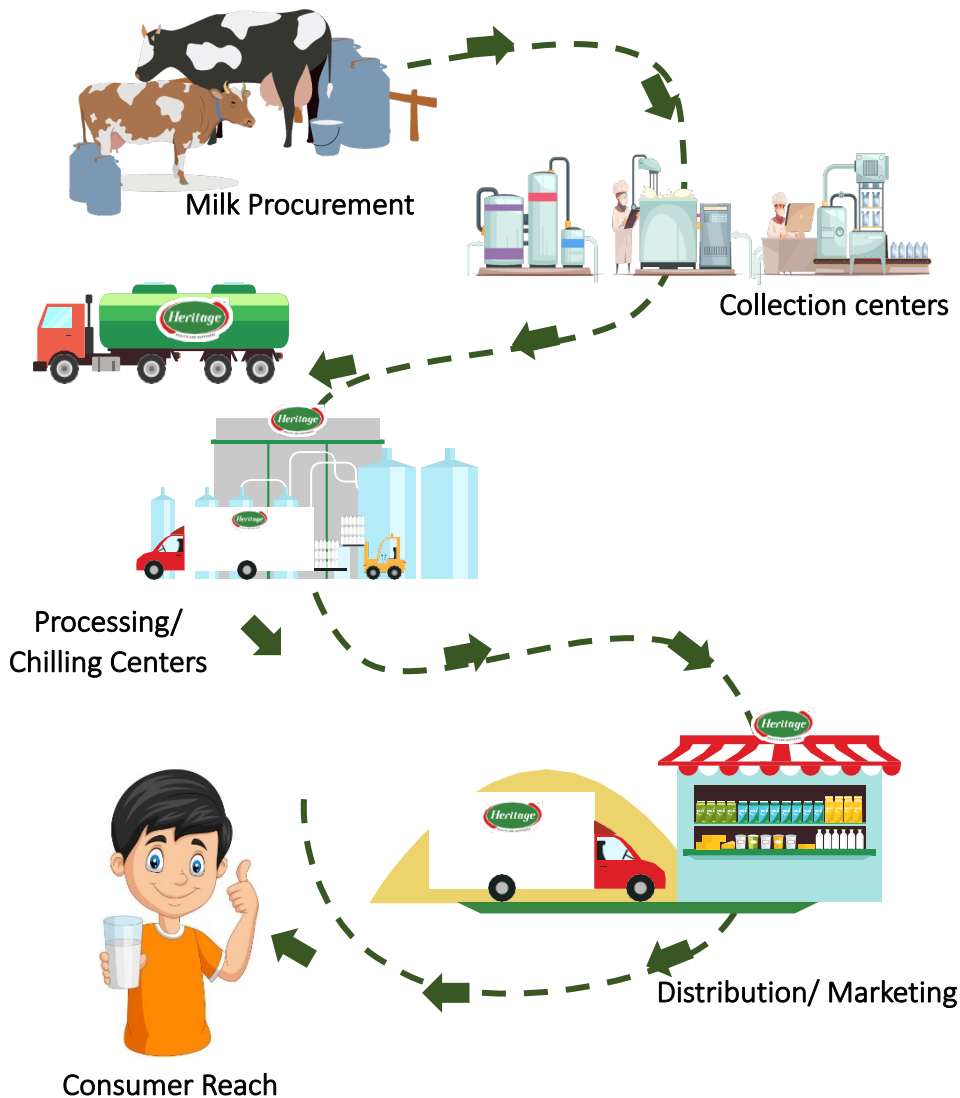 Milk Procurement
Collection centers
Heritage
Heritage
Heritage
Processing/
Chilling Centers
Heritage
Heritage
Distribution/ Marketing
Consumer Reach